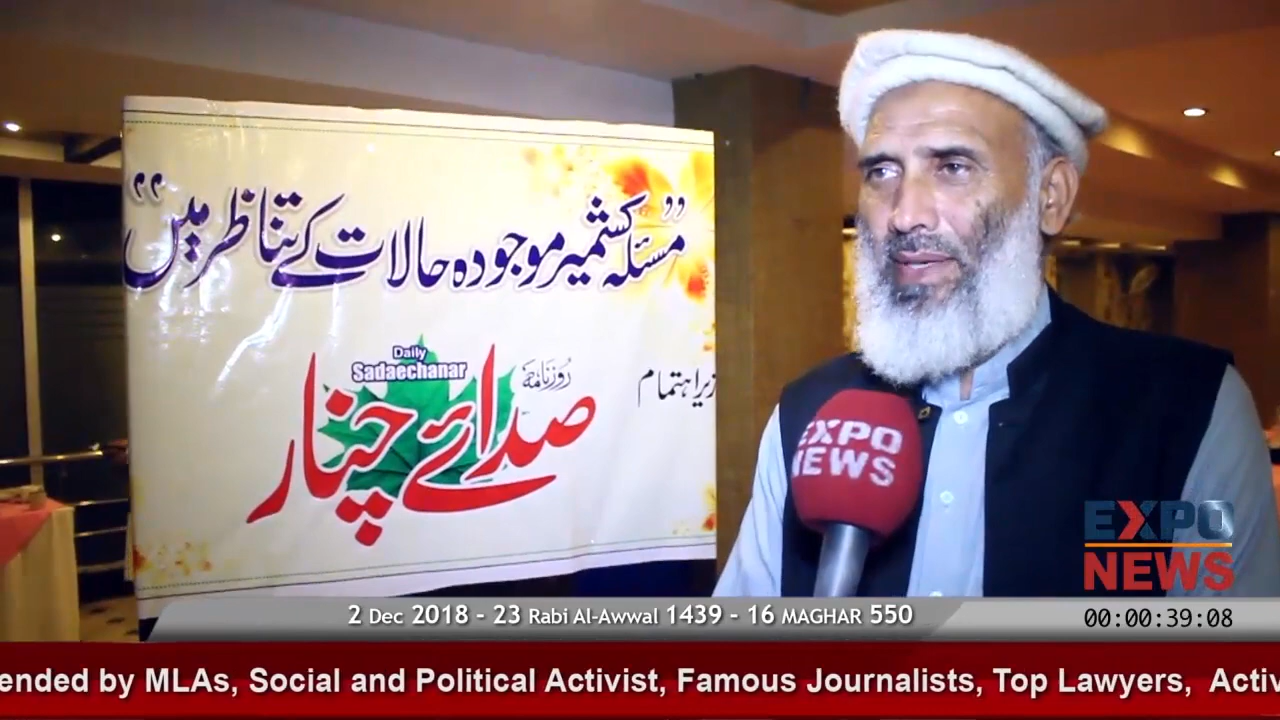 ”مسئلہ کشمیر موجودہ حالات کے تناظر میں“
زیر اہتمام
روزنامہ
Daily
Sadaechanar
صدائے چنار
EXPO
NEWS
EXPO
NEWS
2 Dec 2018 - 23 Rabi Al-Awwal 1439 - 16 MAGHAR 550
00:00:39:08
ended by MLAs, Social and Political Activist, Famous Journalists, Top Lawyers, Activ